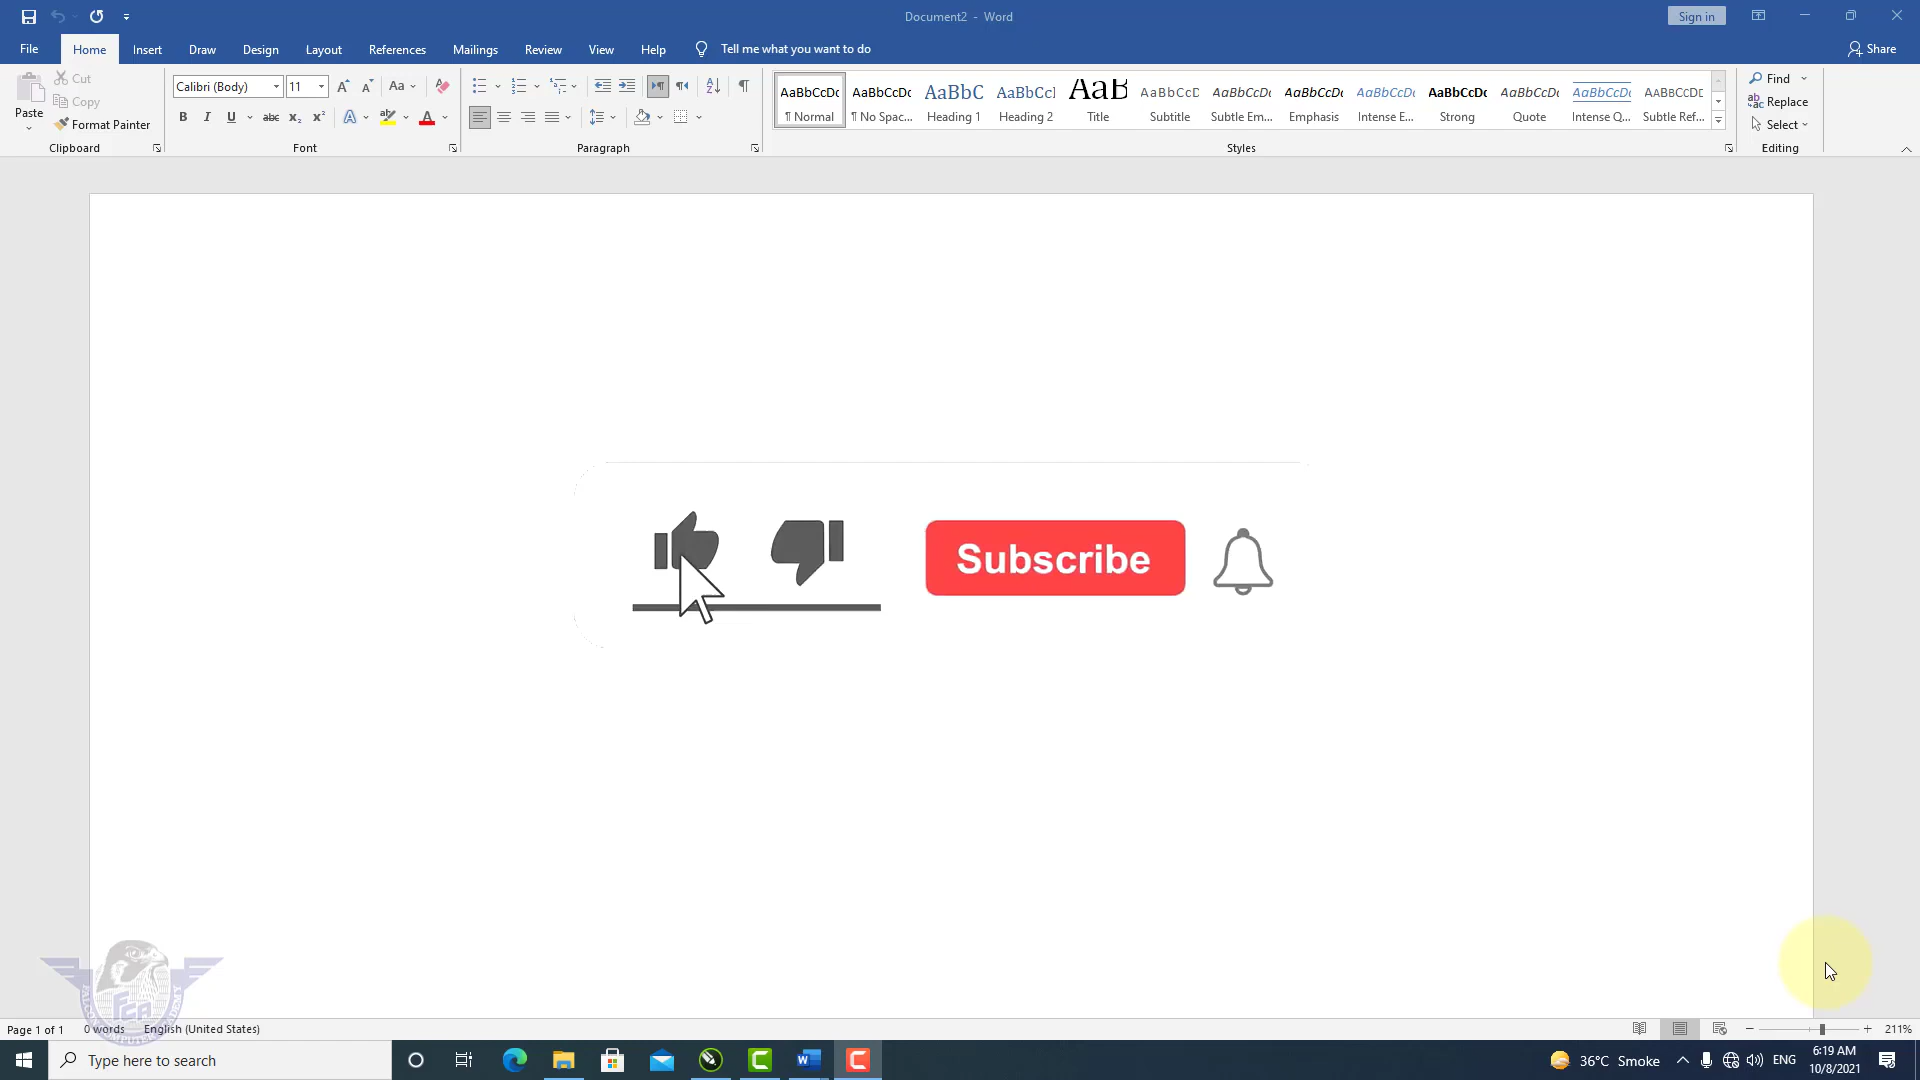 Document2 - Word
Sign in
File Home Insert Draw Design Layout References Mailings Review View Help Tell me what you want to do Share
Cut
Copy
Paste
Format Painter
Clipboard
Calibri (Body) 11
Font
Paragraph
AaBbCcDc AaBbCcDc AaBbC AaBbCcI AaB AaBbCcD AaBbCcDc AaBbCcDc AaBbCcDc AaBbCcDc AaBbCcDc AaBbCcDc AABBCCDE
¶ Normal ¶ No Spac... Heading 1 Heading 2 Title Subtitle Subtle Em... Emphasis Intense E... Strong Quote Intense Q... Subtle Ref...
Styles
Find
Replace
Select
Editing
Subscribe
FCA
Page 1 of 1 0 words English (United States)
211%
Type here to search
36°C Smoke
ENG
6:19 AM
10/8/2021